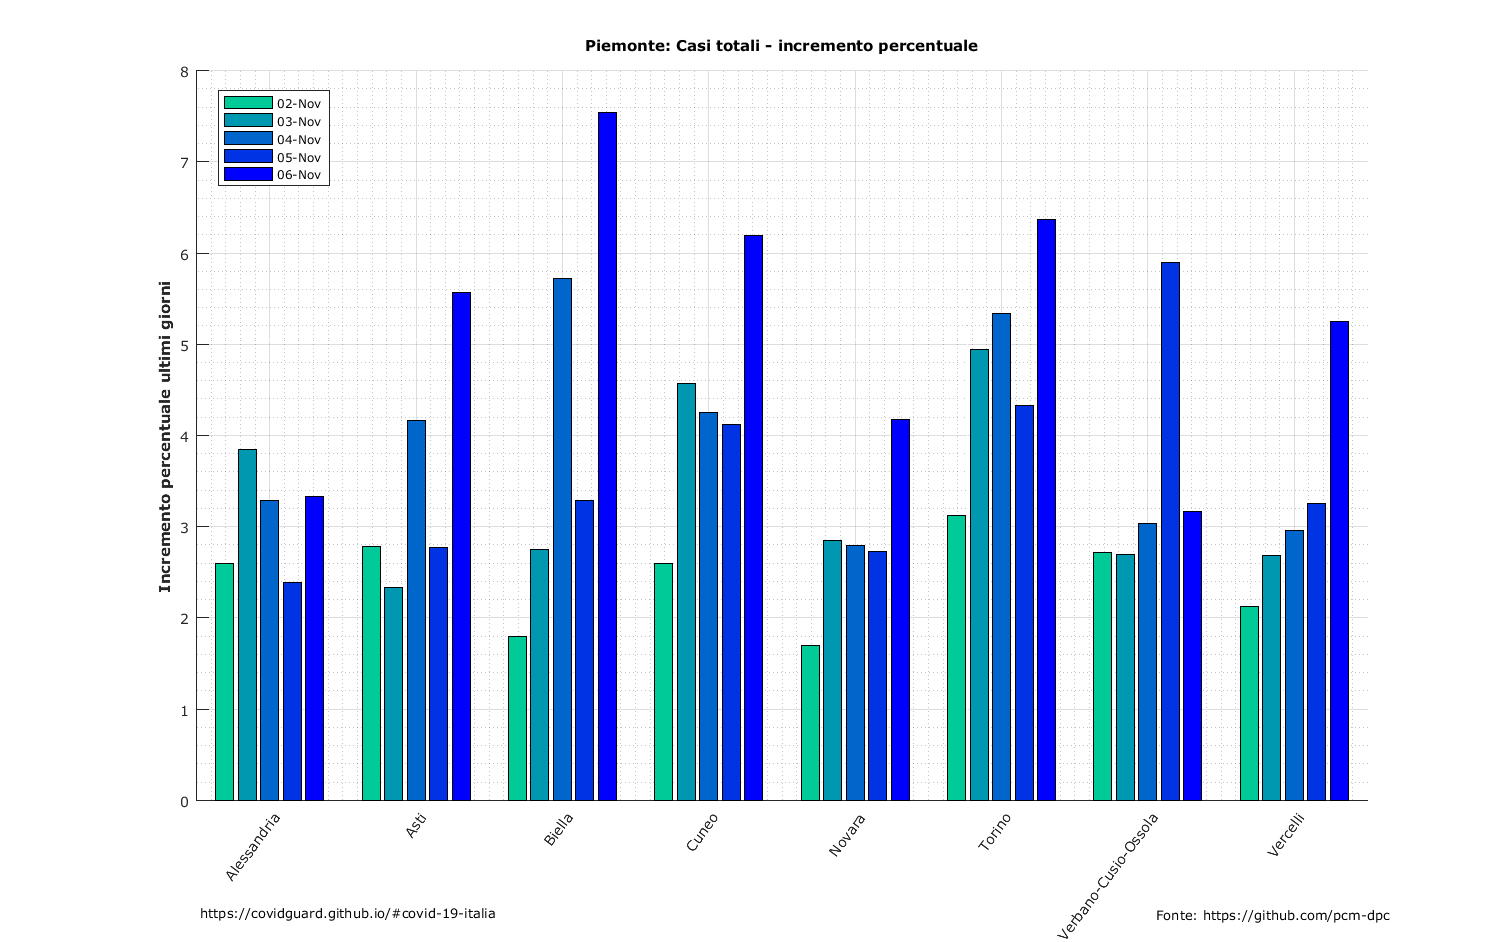 Piemonte: Casi totali - incremento percentuale
8
7
6
5
4
3
2
1
0
Incremento percentuale ultimi giorni
02-Nov
03-Nov
04-Nov
05-Nov
06-Nov
Alessandria
Asti
Biella
Cuneo
Novara
Torino
Verbano-Cusio-Ossola
Vercelli
https://covidguard.github.io/#covid-19-italia
Fonte: https://github.com/pcm-dpc